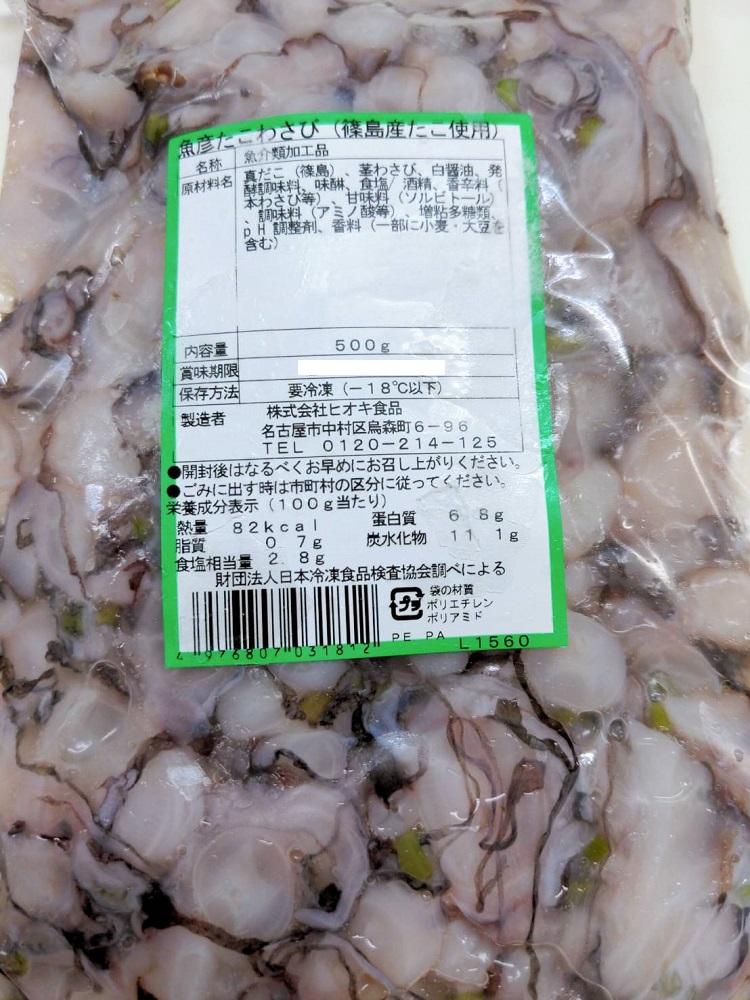 魚彦たこわさび（篠島産だこ使用）
名称 魚介類加工品
原材料名 真だこ（篠島）、茎わさび、白醤油、発
酵調味料、味醂、食塩/酒精、香辛料（
本わさび等）、甘味料（ソルビトール）
、調味料（アミノ酸等）、増粘多糖類、
pH調整剤、香料（一部に小麦・大豆を
含む）
内容量 500g
賞味期限
保存方法 要冷凍（－18℃以下）
製造者 株式会社ヒオキ食品
名古屋市中村区烏森町6－96
TEL 0120－214－125
●開封後はなるべくお早めにお召し上がりください。
●ごみに出す時は市町村の区分に従ってください。
栄養成分表示（100g当たり）
熱量 82kcal 蛋白質 6.8g
脂質 0.7g 炭水化物 11.1g
食塩相当量 2.8g
財団法人日本冷凍食品検査協会調べによる
プラ
袋の材質
ポリエチレン
ポリアミド
4 976807 031812
PE PA
L1560